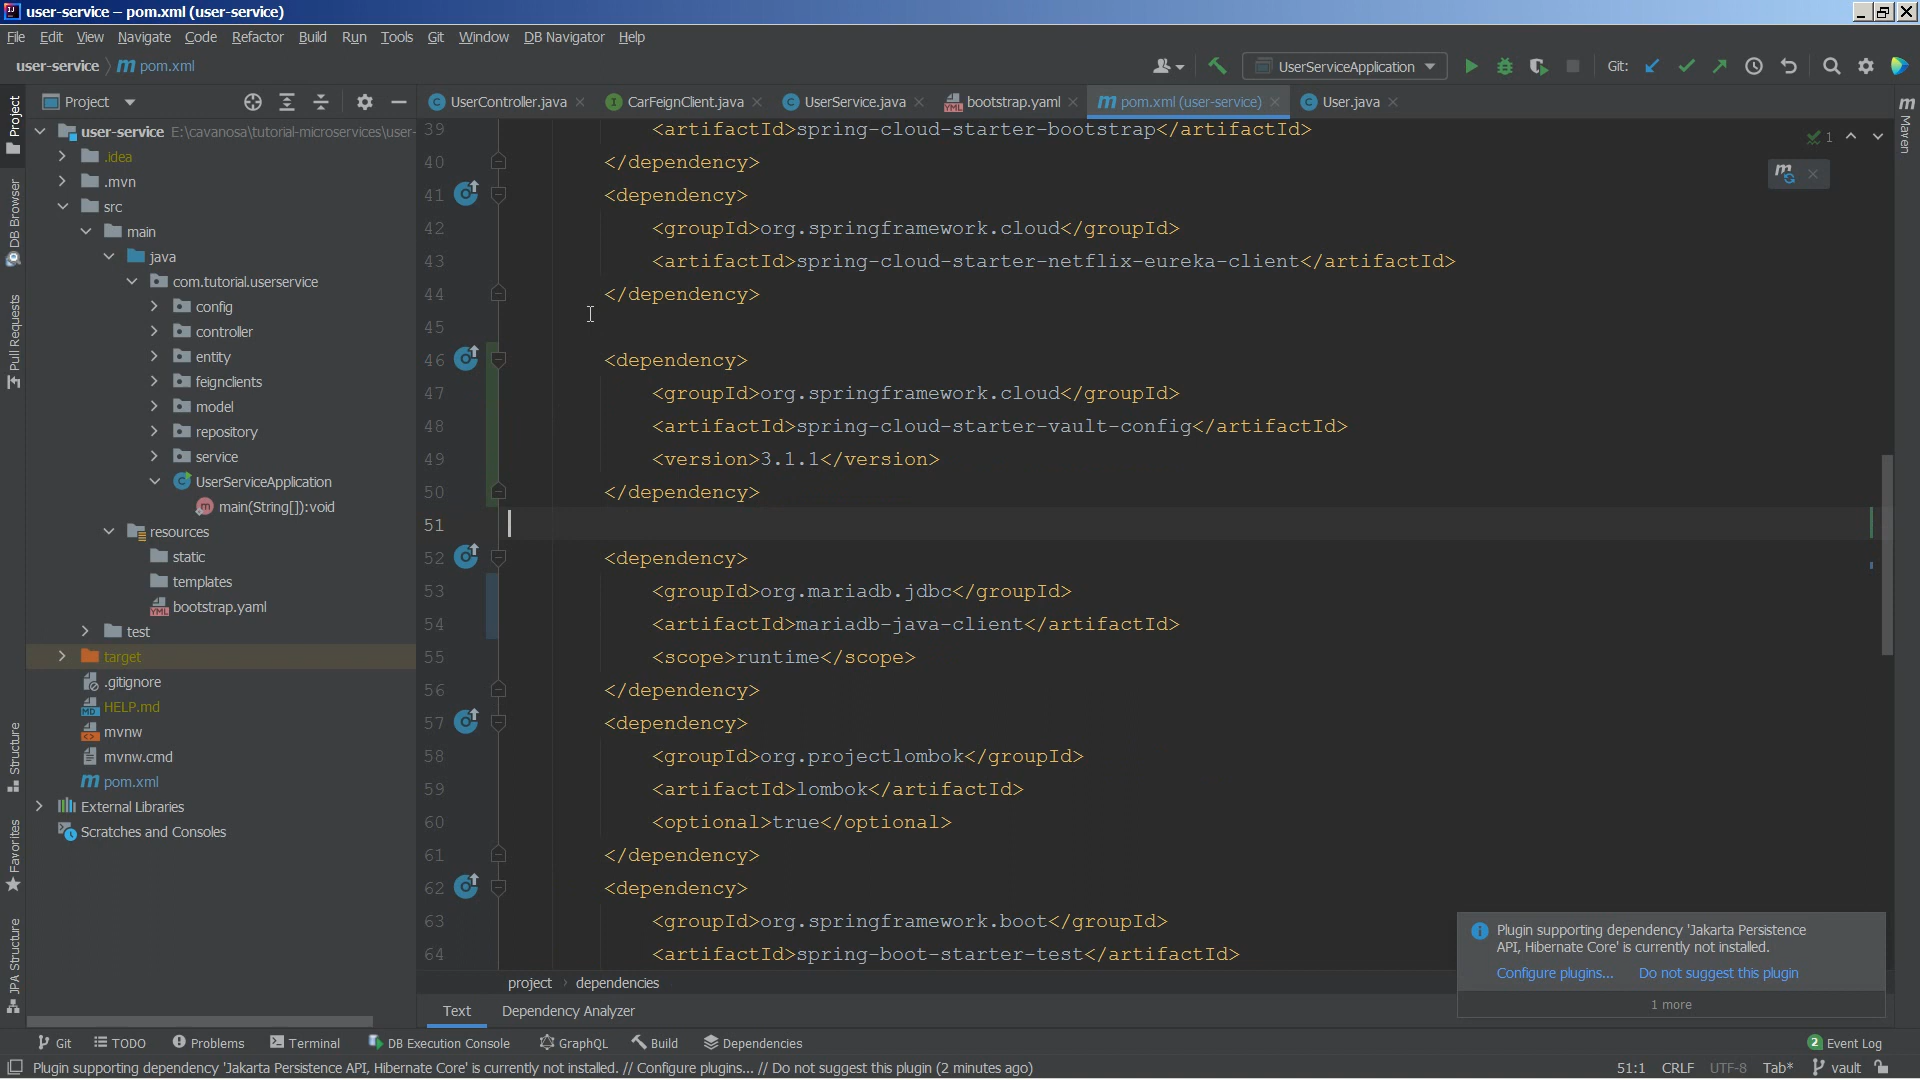 user-service – pom.xml (user-service)
File Edit View Navigate Code Refactor Build Run Tools Git Window DB Navigator Help
user-service pom.xml UserServiceApplication Git:
Project
UserController.java CarFeignClient.java UserService.java bootstrap.yaml pom.xml (user-service) User.java
user-service E:\cavanosa\tutorial-microservices\user-
.idea
.mvn
src
main
java
com.tutorial.userservice
config
controller
entity
feignclients
model
repository
service
UserServiceApplication
main(String[]):void
resources
static
templates
bootstrap.yaml
test
target
.gitignore
HELP.md
mvnw
mvnw.cmd
pom.xml
External Libraries
Scratches and Consoles
Project
DB Browser
Pull Requests
Structure
Favorites
JPA Structure
39 <artifactId>spring-cloud-starter-bootstrap</artifactId>
40 </dependency>
41 <dependency>
42 <groupId>org.springframework.cloud</groupId>
43 <artifactId>spring-cloud-starter-netflix-eureka-client</artifactId>
44 </dependency>
45
46 <dependency>
47 <groupId>org.springframework.cloud</groupId>
48 <artifactId>spring-cloud-starter-vault-config</artifactId>
49 <version>3.1.1</version>
50 </dependency>
51
52 <dependency>
53 <groupId>org.mariadb.jdbc</groupId>
54 <artifactId>mariadb-java-client</artifactId>
55 <scope>runtime</scope>
56 </dependency>
57 <dependency>
58 <groupId>org.projectlombok</groupId>
59 <artifactId>lombok</artifactId>
60 <optional>true</optional>
61 </dependency>
62 <dependency>
63 <groupId>org.springframework.boot</groupId>
64 <artifactId>spring-boot-starter-test</artifactId>
1
Maven
Plugin supporting dependency 'Jakarta Persistence
API, Hibernate Core' is currently not installed.
Configure plugins... Do not suggest this plugin
1 more
project dependencies
Text Dependency Analyzer
Git TODO Problems Terminal DB Execution Console GraphQL Build Dependencies 2 Event Log
Plugin supporting dependency 'Jakarta Persistence API, Hibernate Core' is currently not installed. // Configure plugins... // Do not suggest this plugin (2 minutes ago) 51:1 CRLF UTF-8 Tab* vault